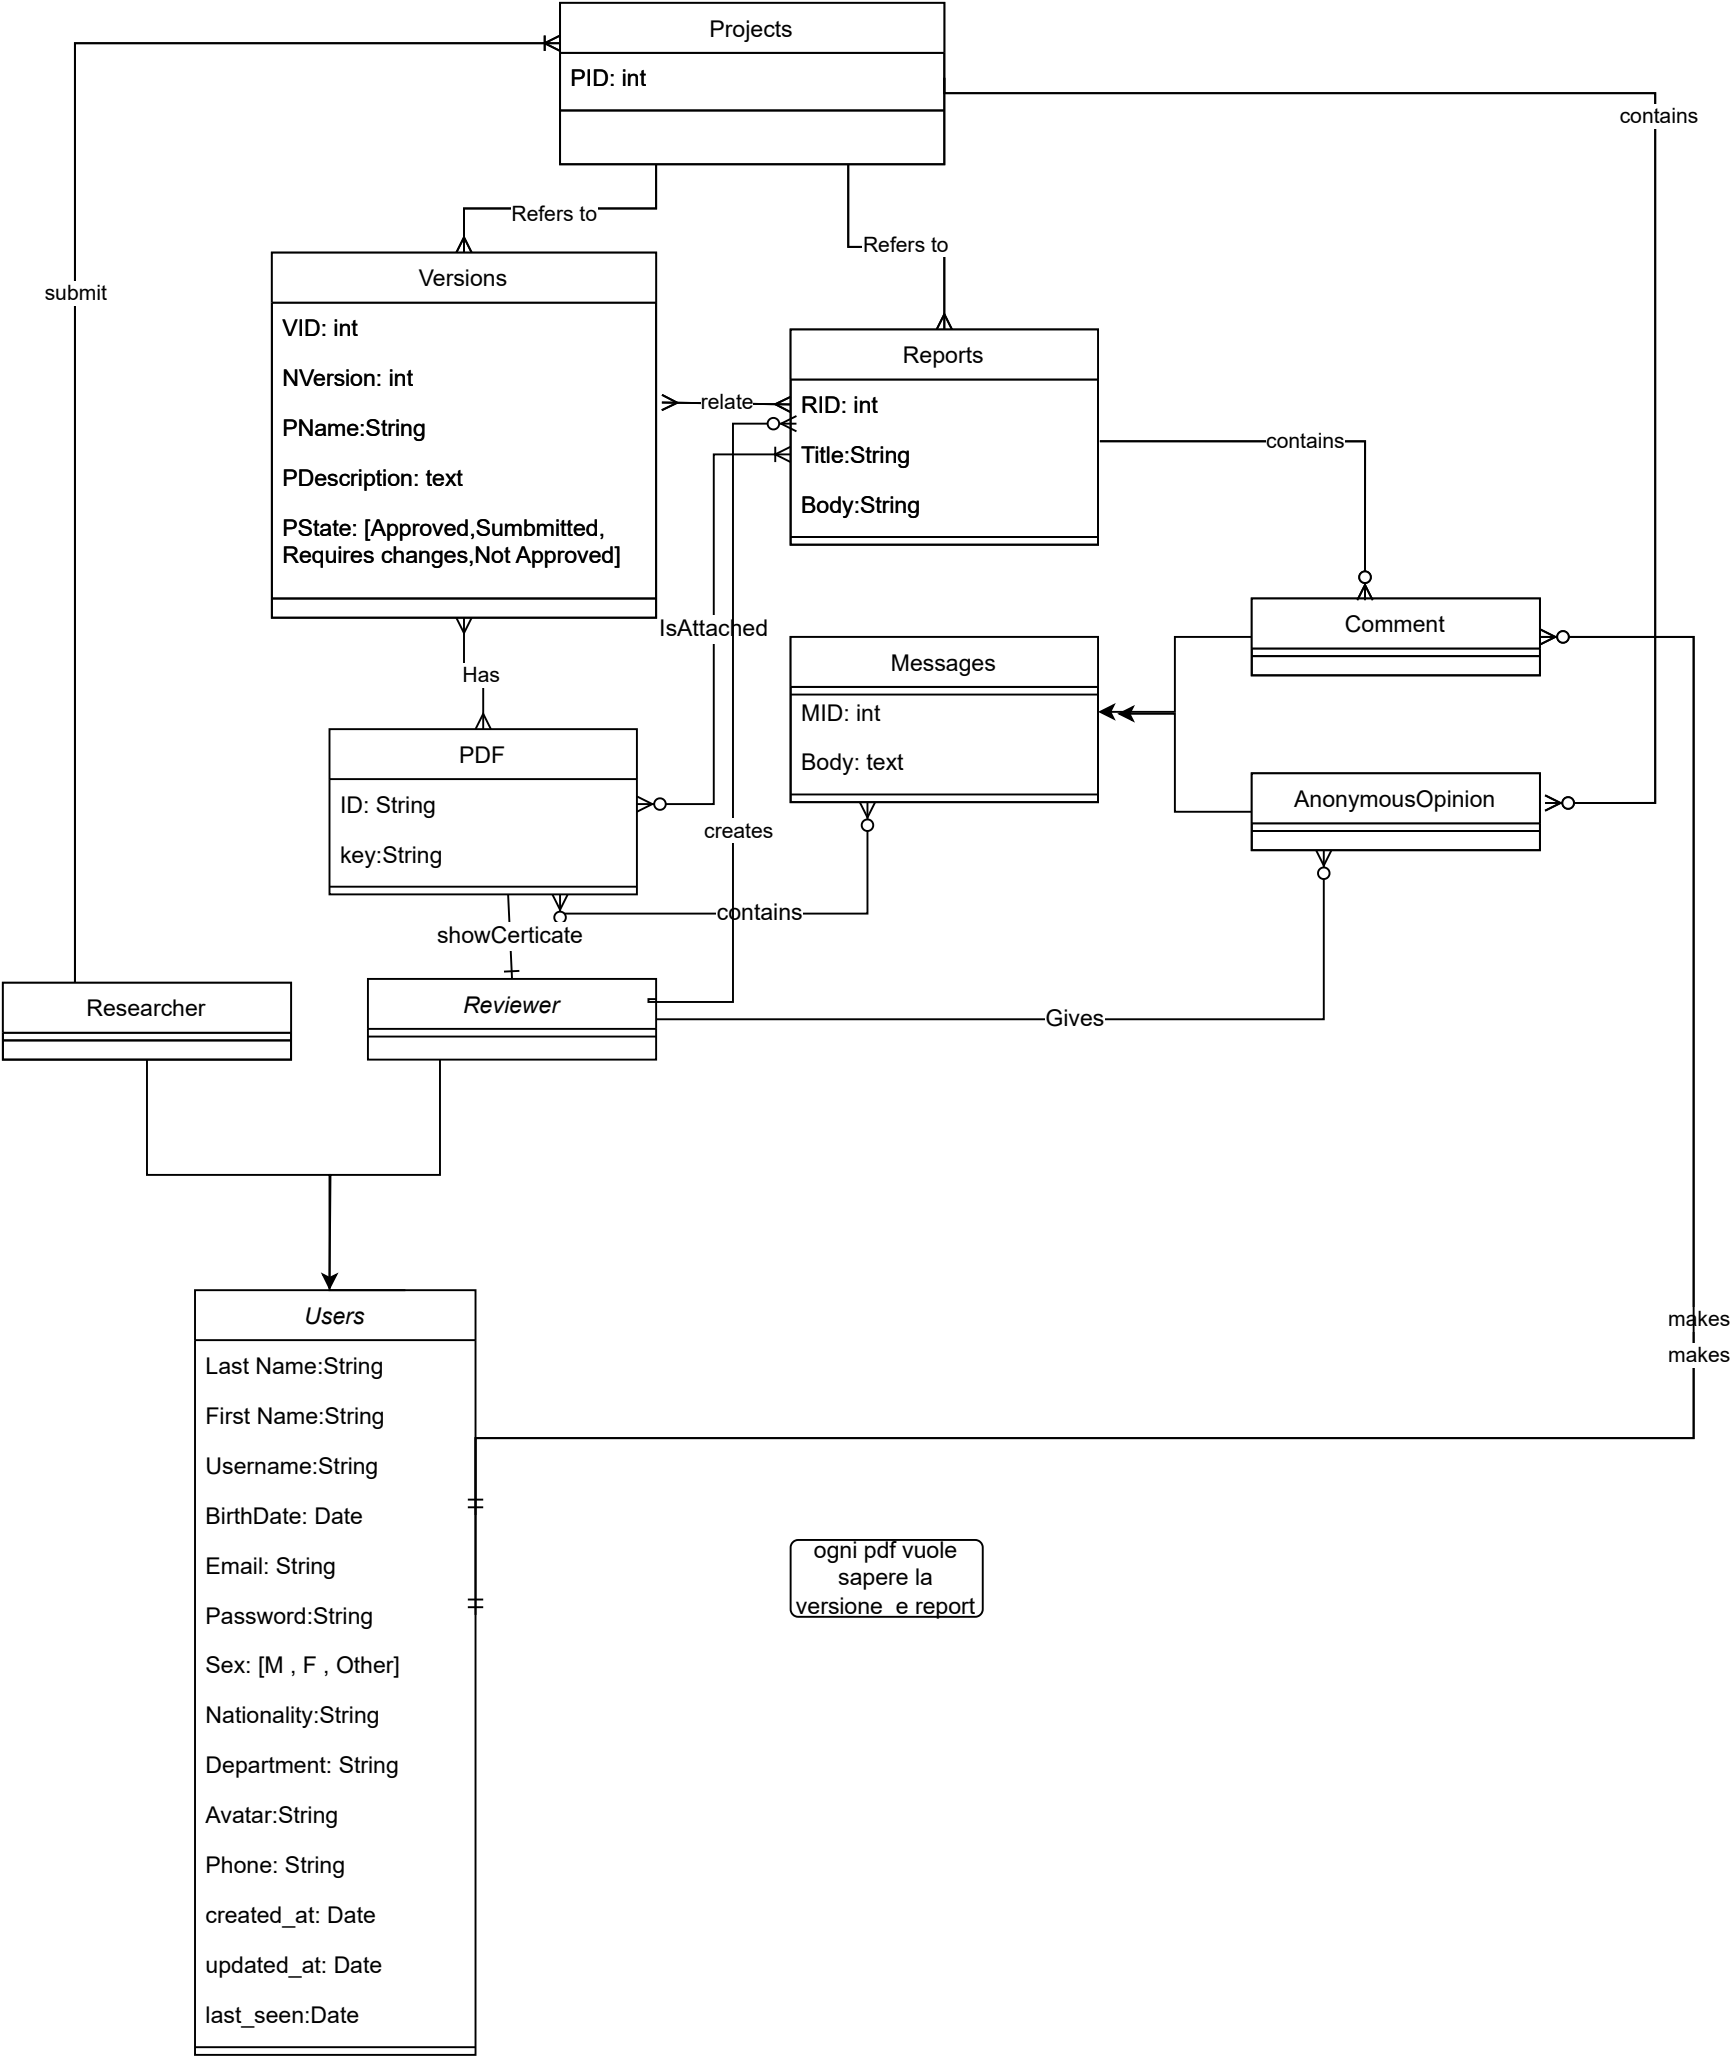 Projects
PID: int
contains
Refers to
Refers to
submit
Versions
VID: int
NVersion: int
PName:String
PDescription: text
PState: [Approved,Sumbmitted,
Requires changes,Not Approved]
Reports
RID: int
Title:String
Body:String
relate
contains
IsAttached
Has
Comment
Messages
MID: int
Body: text
PDF
ID: String
key:String
AnonymousOpinion
creates
contains
showCerticate
Researcher
Reviewer
Gives
Users
Last Name:String
First Name:String
Username:String
BirthDate: Date
Email: String
Password:String
Sex: [M , F , Other]
Nationality:String
Department: String
Avatar:String
Phone: String
created_at: Date
updated_at: Date
last_seen:Date
makes
makes
ogni pdf vuole
sapere la
versione  e report